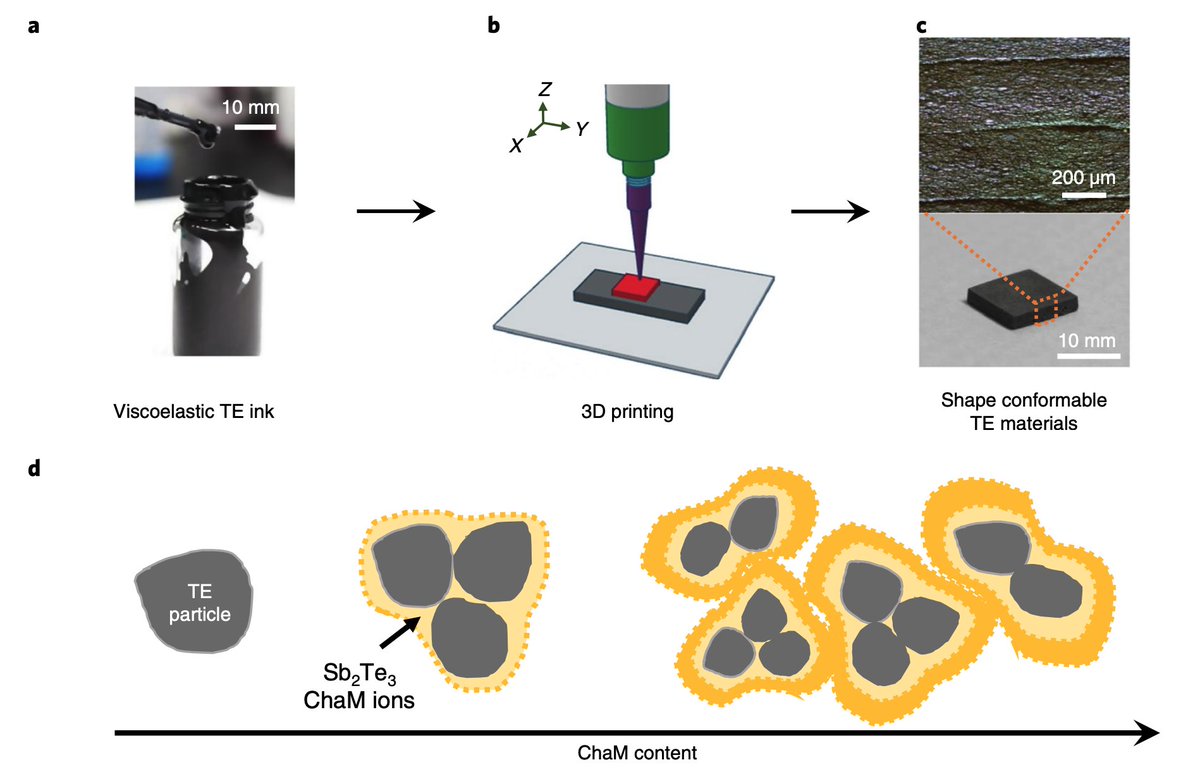 a
10 mm
Viscoelastic TE ink
b
Z
Y
X
3D printing
c
200 µm
10 mm
Shape conformable
TE materials
d
TE
particle
Sb₂Te₃
ChaM ions
ChaM content